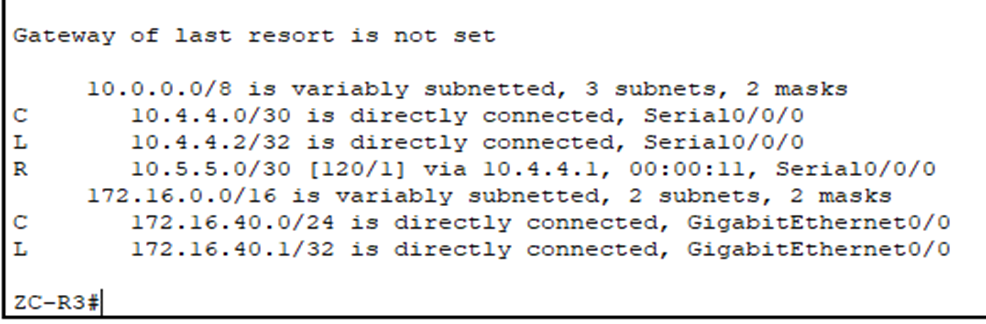 Gateway of last resort is not set
10.0.0.0/8 is variably subnetted, 3 subnets, 2 masks
C 10.4.4.0/30 is directly connected, Serial0/0/0
L 10.4.4.2/32 is directly connected, Serial0/0/0
R 10.5.5.0/30 [120/1] via 10.4.4.1, 00:00:11, Serial0/0/0
172.16.0.0/16 is variably subnetted, 2 subnets, 2 masks
C 172.16.40.0/24 is directly connected, GigabitEthernet0/0
L 172.16.40.1/32 is directly connected, GigabitEthernet0/0
ZC-R3#